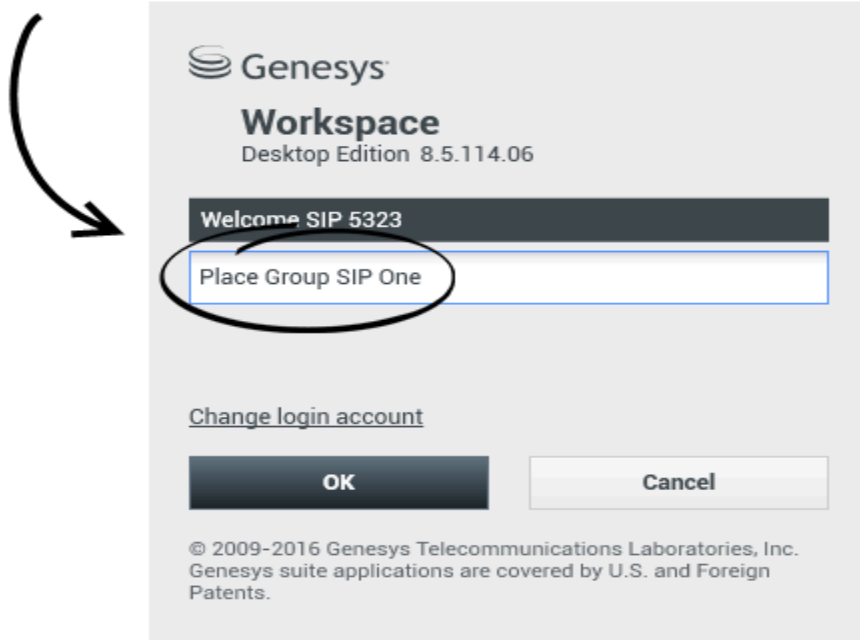 Genesys
Workspace
Desktop Edition 8.5.114.06
Welcome SIP 5323
Place Group SIP One
Change login account
OK
Cancel
© 2009-2016 Genesys Telecommunications Laboratories, Inc.
Genesys suite applications are covered by U.S. and Foreign
Patents.